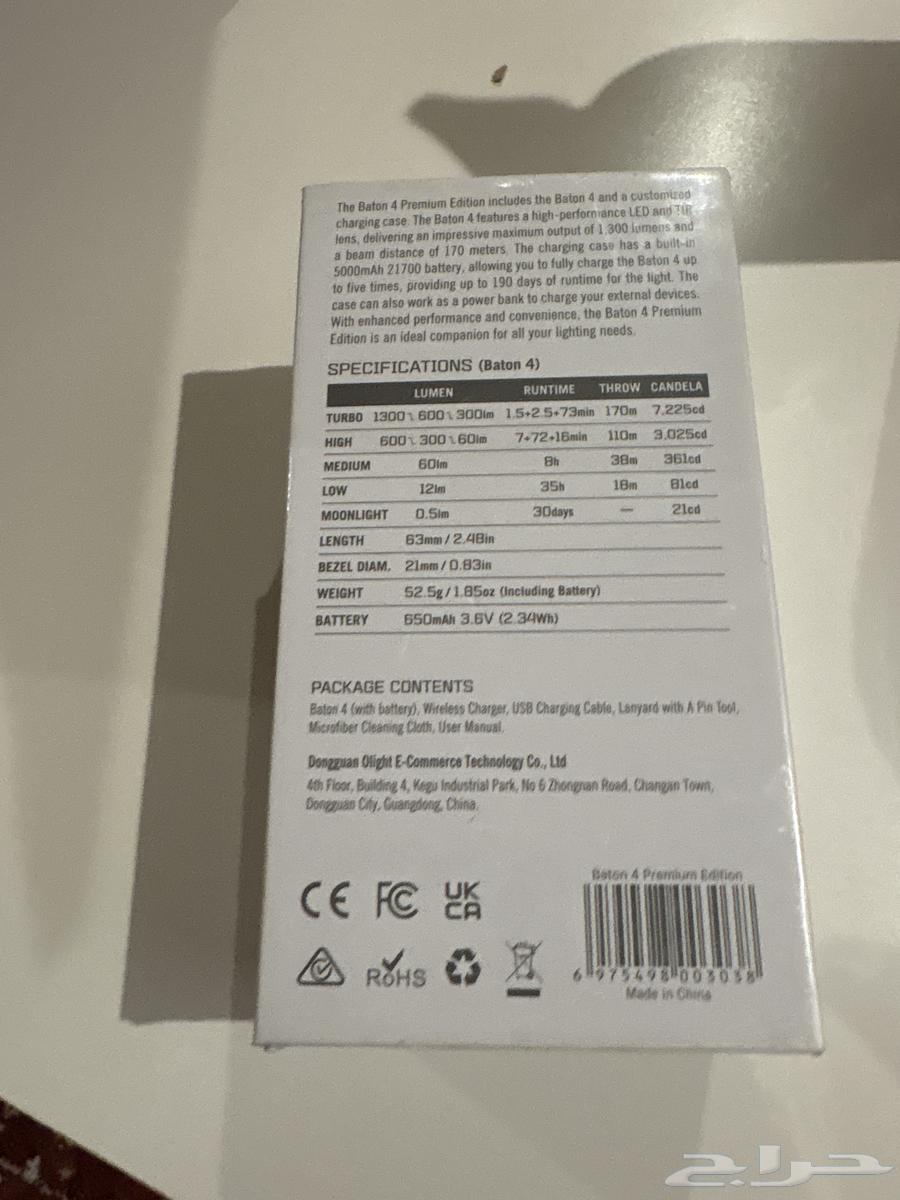 The Baton 4 Premium Edition includes the Baton 4 and a customized
charging case. The Baton 4 features a high-performance LED and TIR
lens, delivering an impressive maximum output of 1,300 lumens and
a beam distance of 170 meters. The charging case has a built-in
5000mAh 21700 battery, allowing you to fully charge the Baton 4 up
to five times, providing up to 190 days of runtime for the light. The
case can also work as a power bank to charge your external devices.
With enhanced performance and convenience, the Baton 4 Premium
Edition is an ideal companion for all your lighting needs.
SPECIFICATIONS (Baton 4)
LUMEN RUNTIME THROW CANDELA
TURBO 1300↘600↘300lm 1.5+2.5+73min 170m 7,225cd
HIGH 600↘300↘60lm 7+72+16min 110m 3,025cd
MEDIUM 60lm 8h 38m 361cd
LOW 12lm 35h 18m 81cd
MOONLIGHT 0.5lm 30days — 21cd
LENGTH 63mm / 2.48in
BEZEL DIAM. 21mm / 0.83in
WEIGHT 52.5g / 1.85oz (Including Battery)
BATTERY 650mAh 3.6V (2.34Wh)
PACKAGE CONTENTS
Baton 4 (with battery), Wireless Charger, USB Charging Cable, Lanyard with A Pin Tool,
Microfiber Cleaning Cloth, User Manual.
Dongguan Olight E-Commerce Technology Co., Ltd
4th Floor, Building 4, Kegu Industrial Park, No 6 Zhongnan Road, Changan Town,
Dongguan City, Guangdong, China.
Baton 4 Premium Edition
CE FC UK CA
RoHS
6 975498 003038
Made in China
حراج